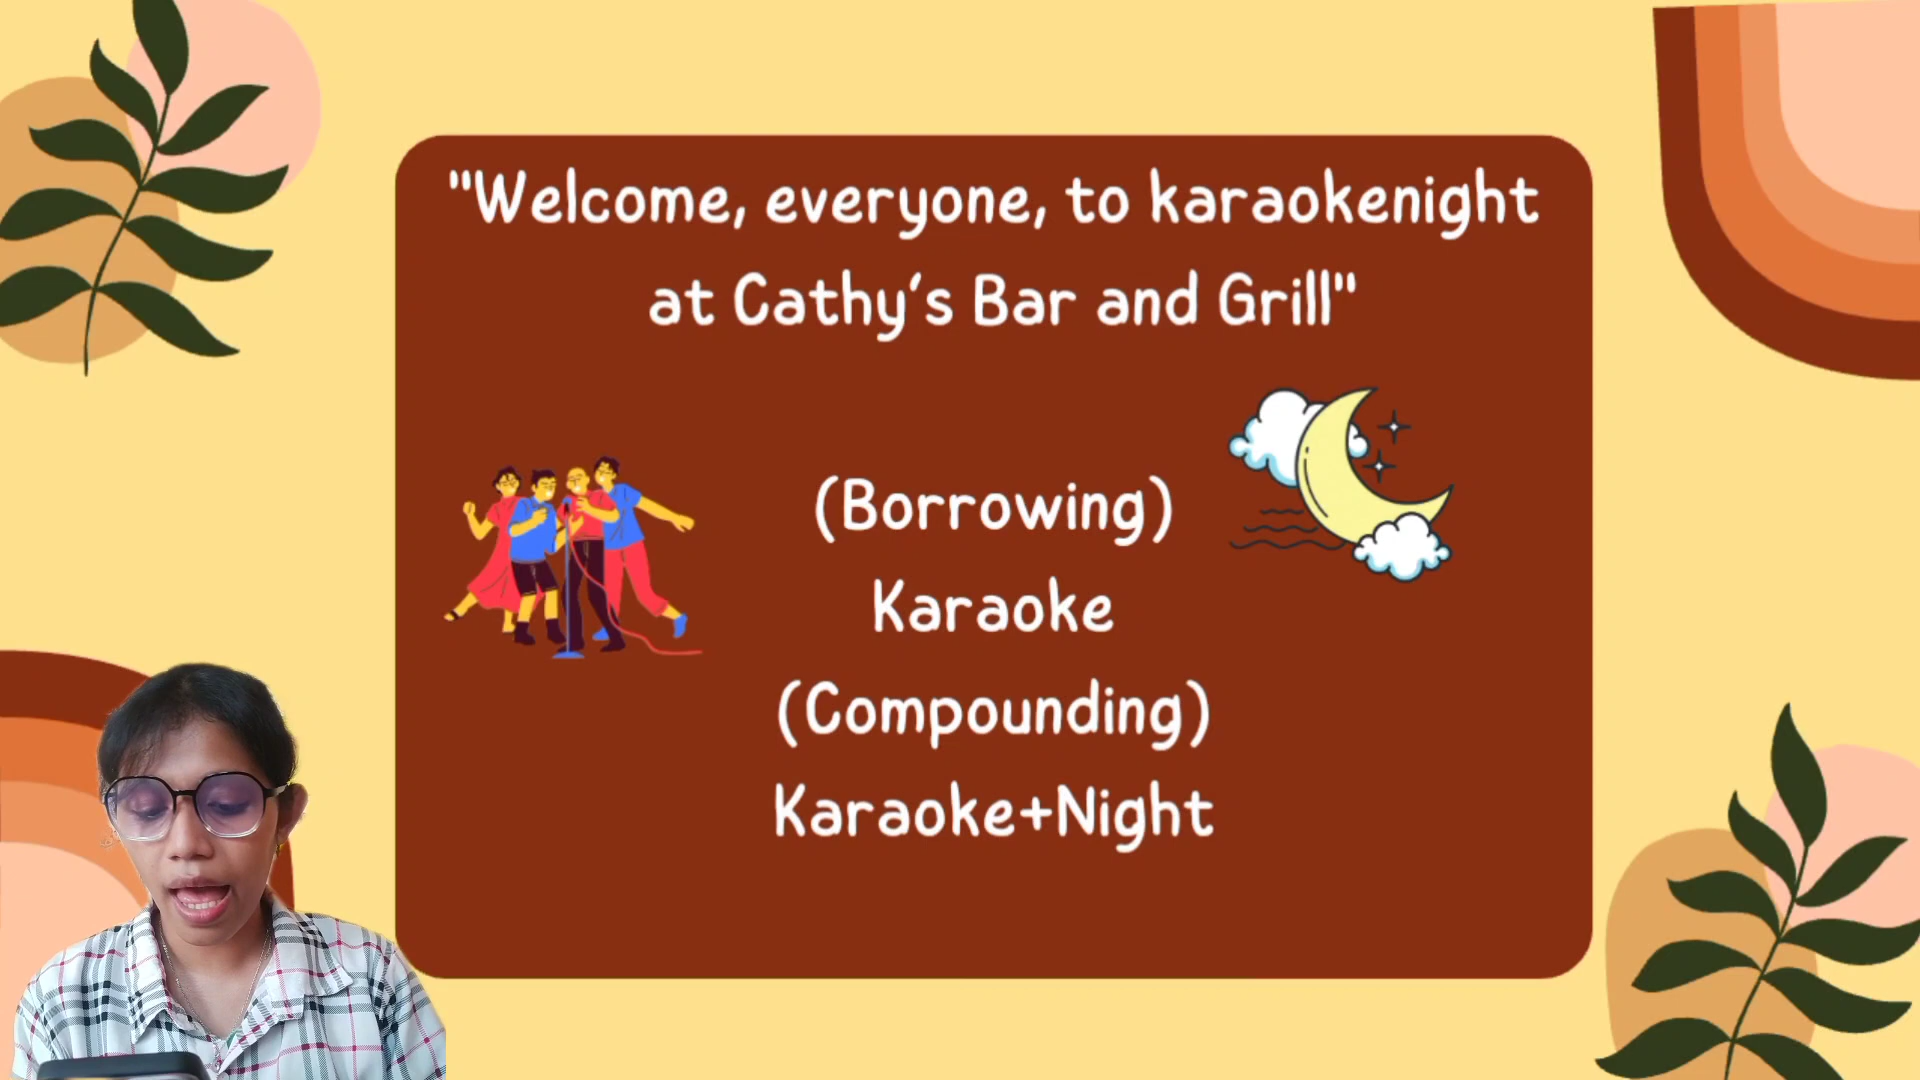 "Welcome, everyone, to karaokenight
at Cathy's Bar and Grill"
(Borrowing)
Karaoke
(Compounding)
Karaoke+Night